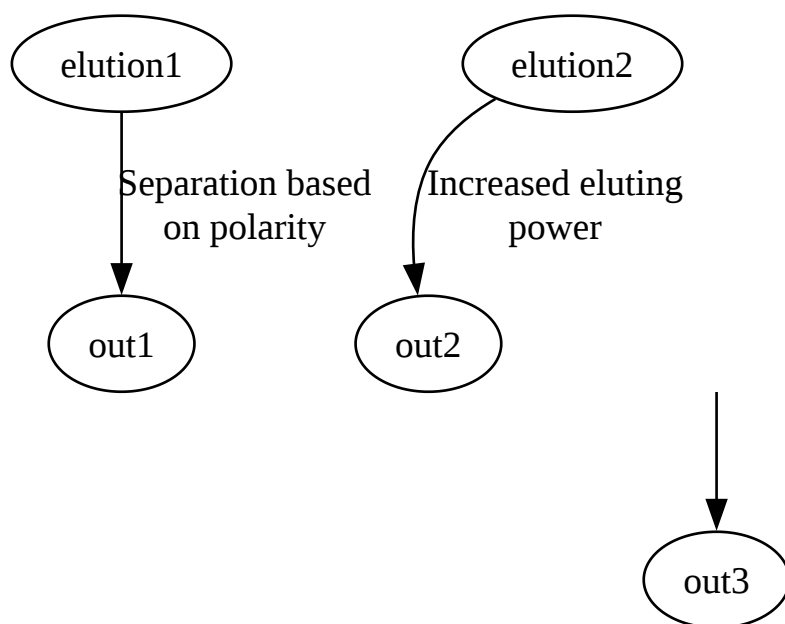 elution1
elution2
Separation based
on polarity
Increased eluting
power
out1
out2
out3